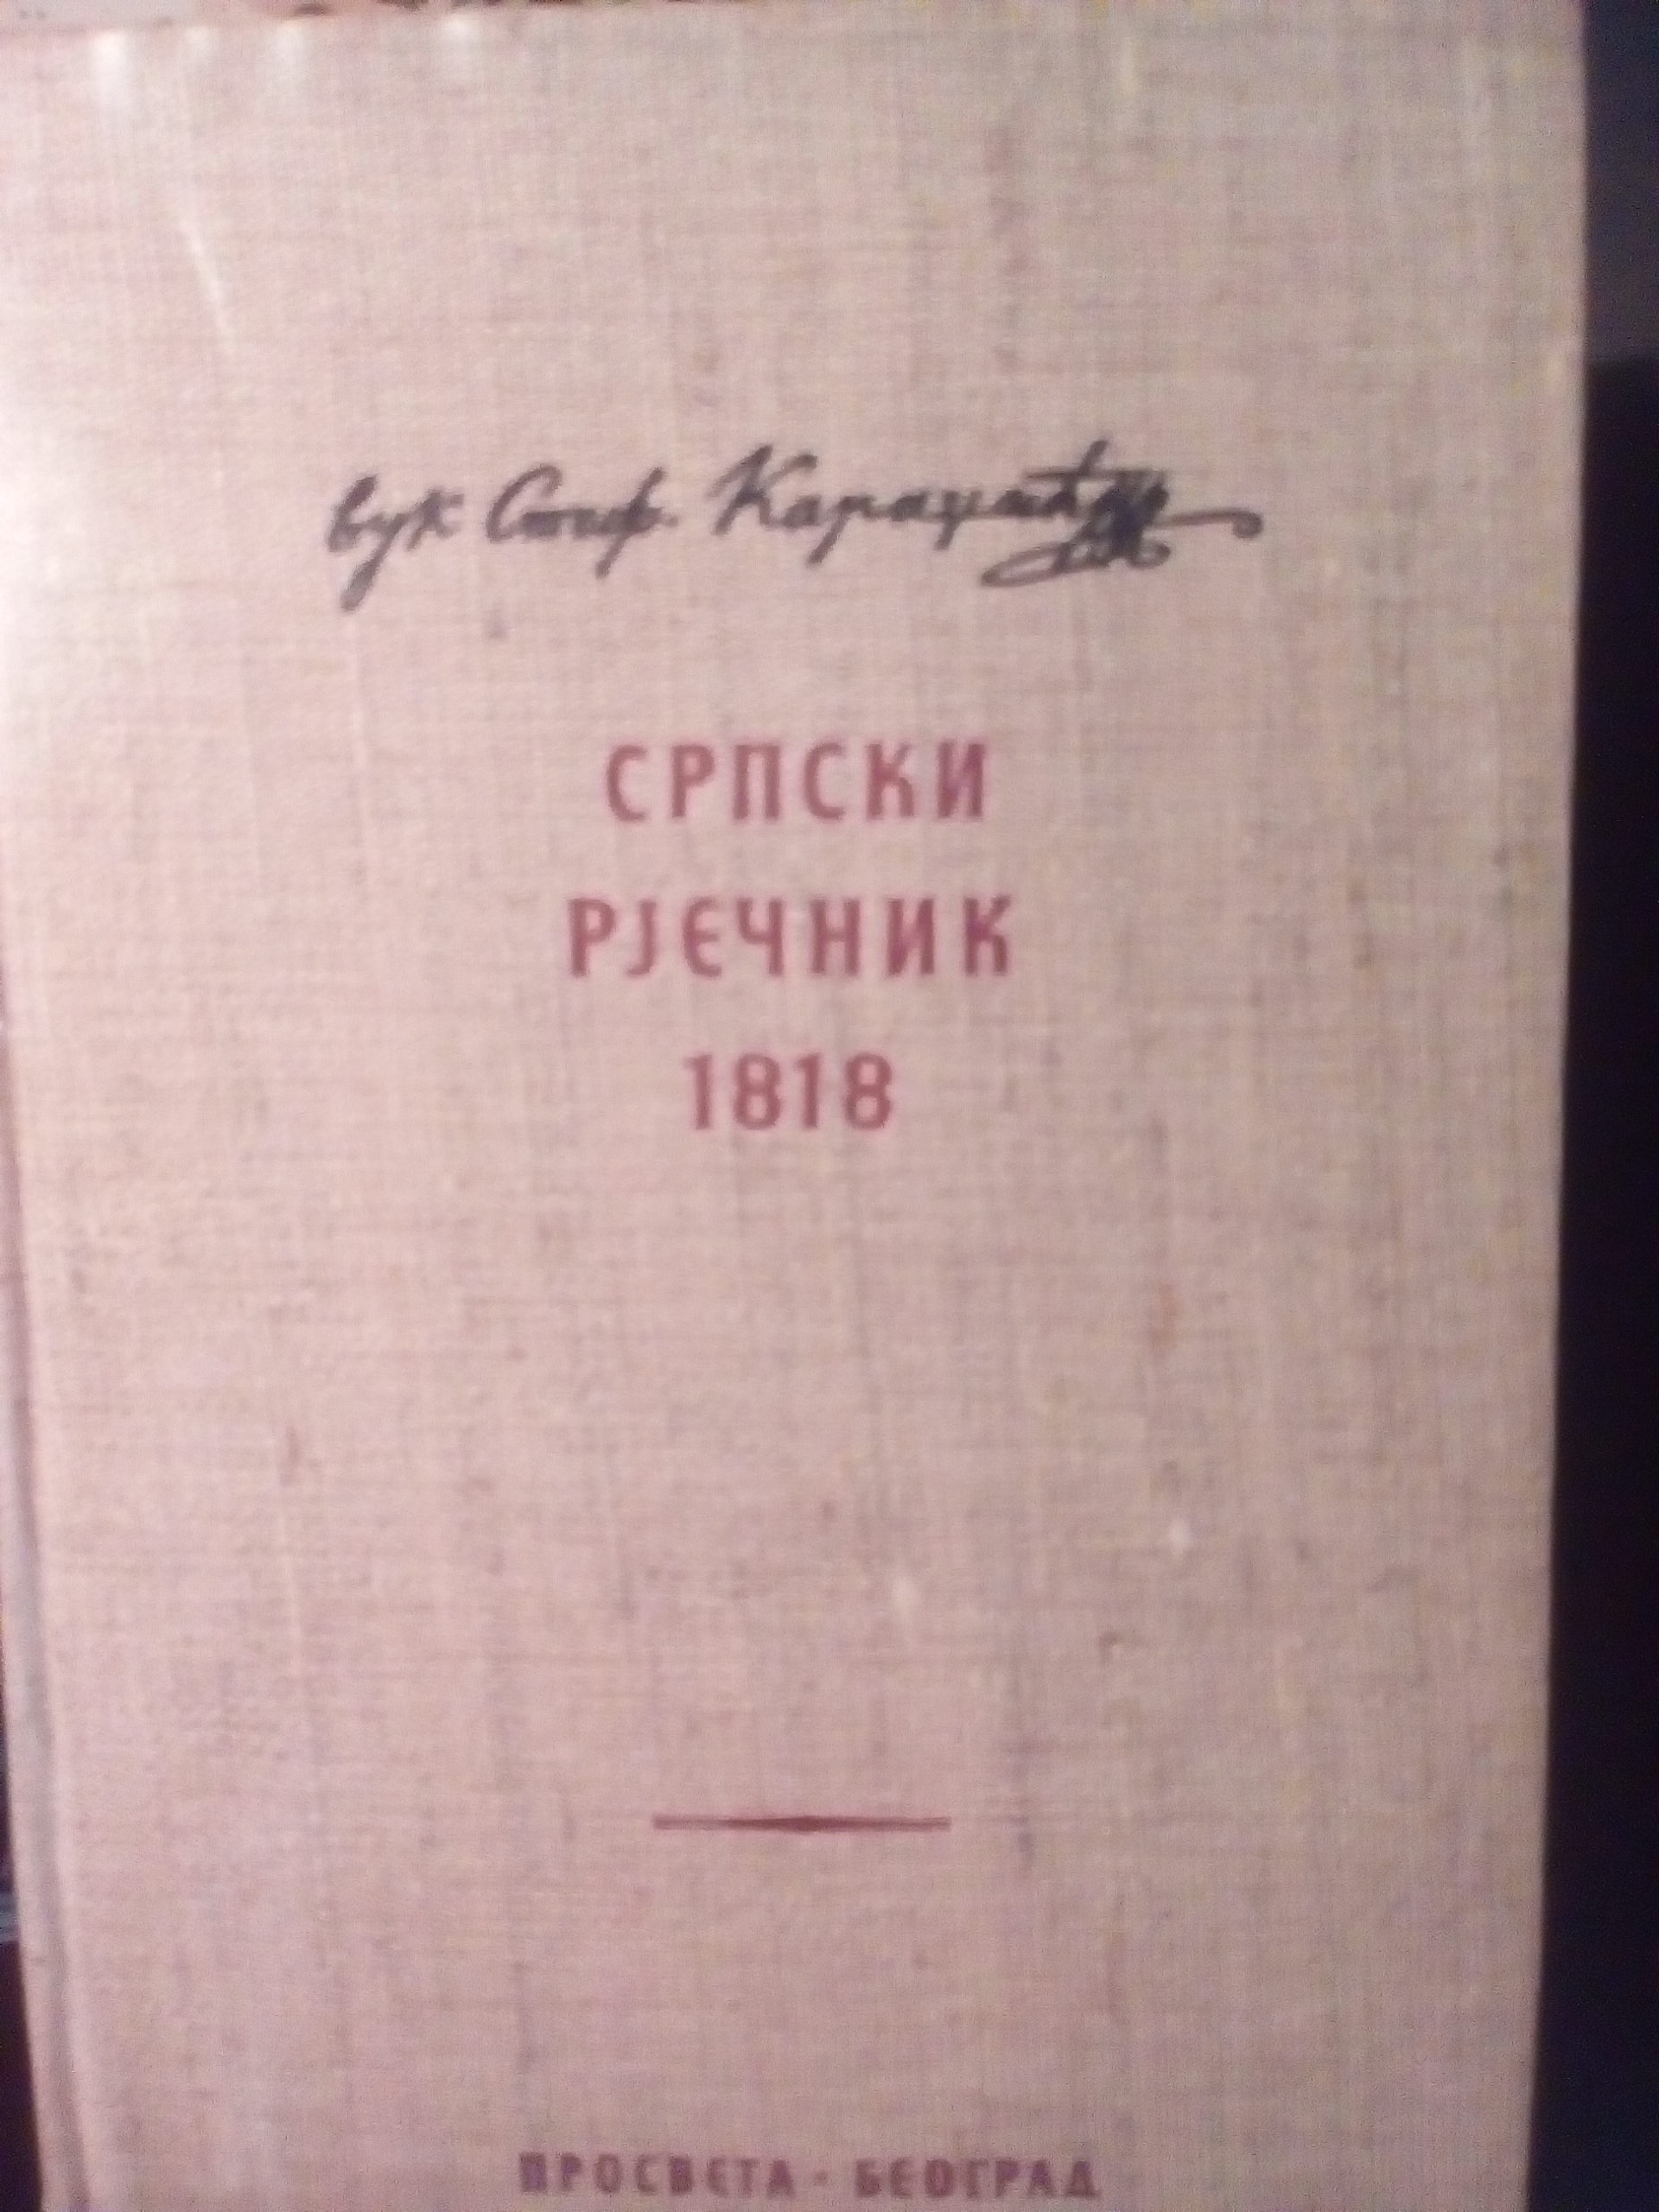 Вук Стеф. Караџић
СРПСКИ
РЈЕЧНИК
1818
ПРОСВЕТА · БЕОГРАД